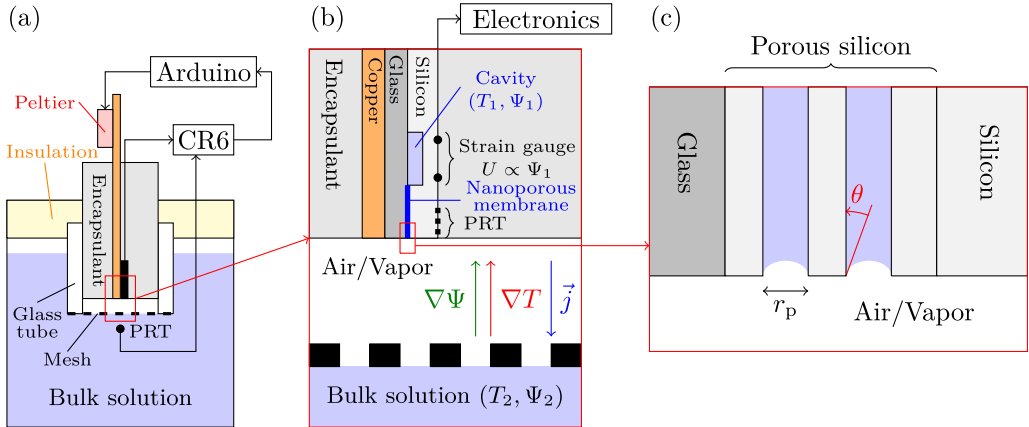 (a)
Arduino
Peltier
CR6
Insulation
Encapsulant
Glass
tube
PRT
Mesh
Bulk solution
(b)
Electronics
Encapsulant
Copper
Glass
Silicon
Cavity
(T₁, Ψ₁)
Strain gauge
U ∝ Ψ₁
Nanoporous
membrane
PRT
Air/Vapor
∇Ψ
∇T
j⃗
Bulk solution (T₂, Ψ₂)
(c)
Porous silicon
Glass
Silicon
θ
rₚ
Air/Vapor